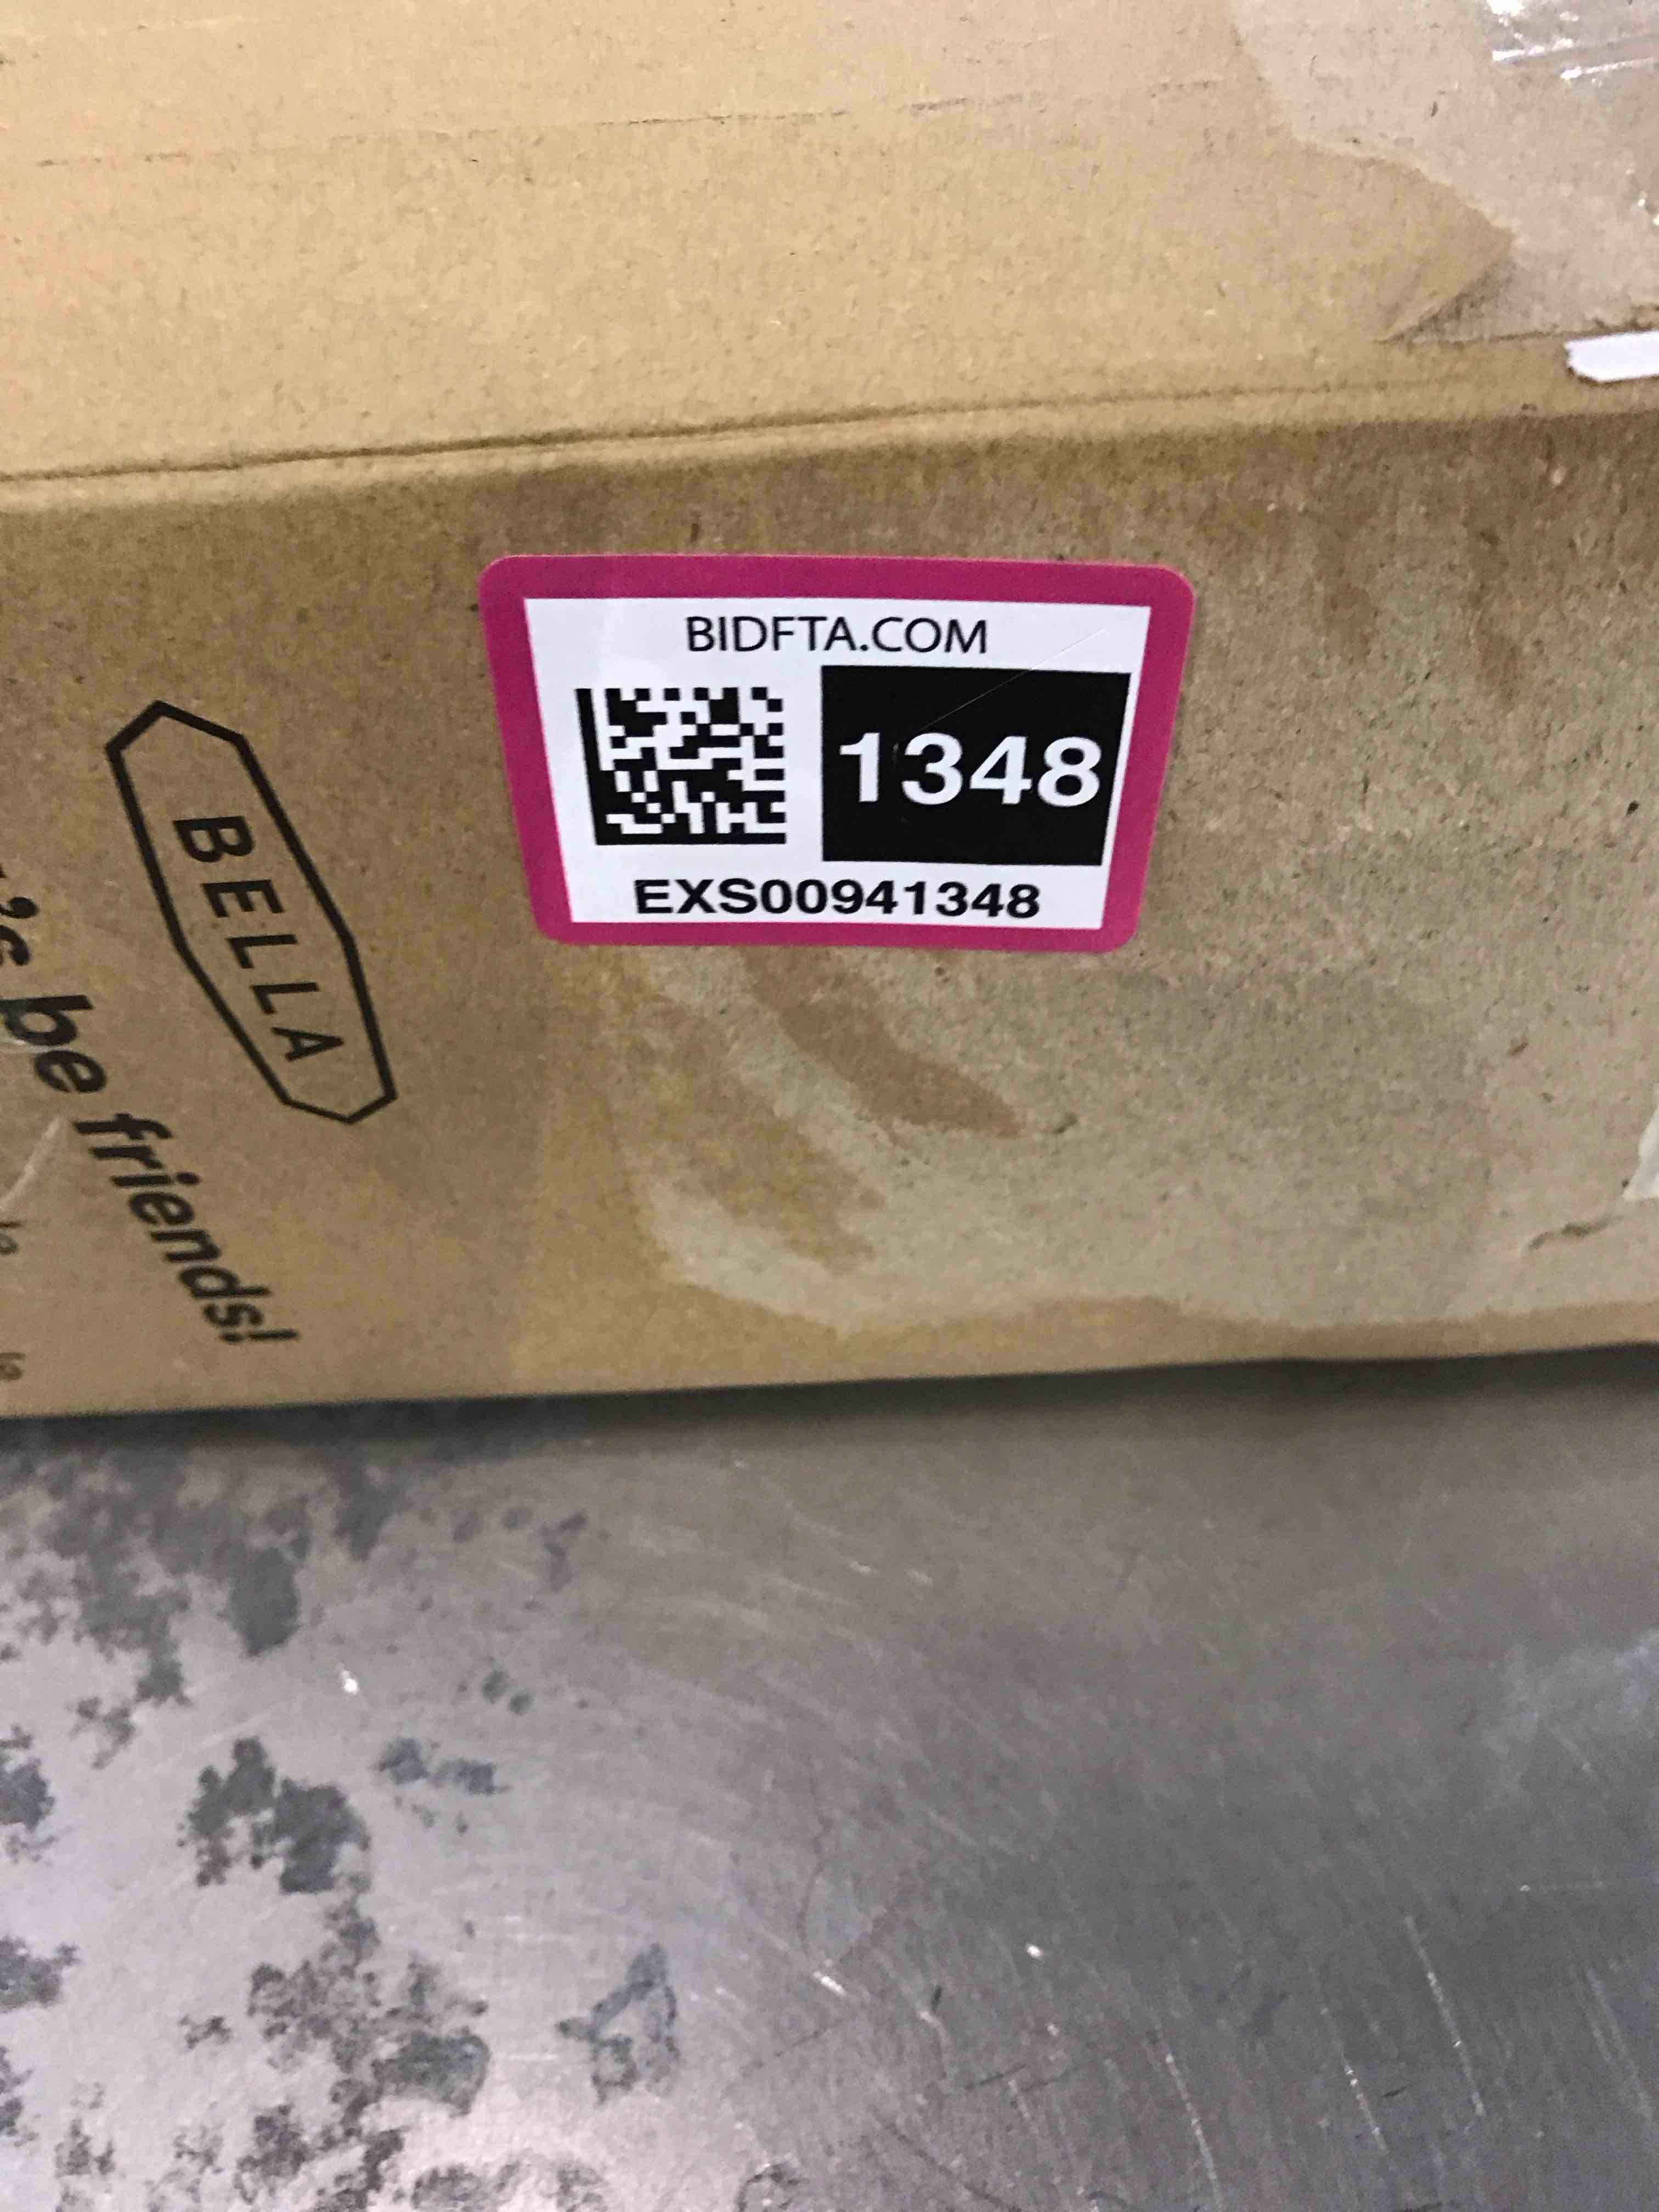 BIDFTA.COM
1348
EXS00941348
BELLA
be friends!